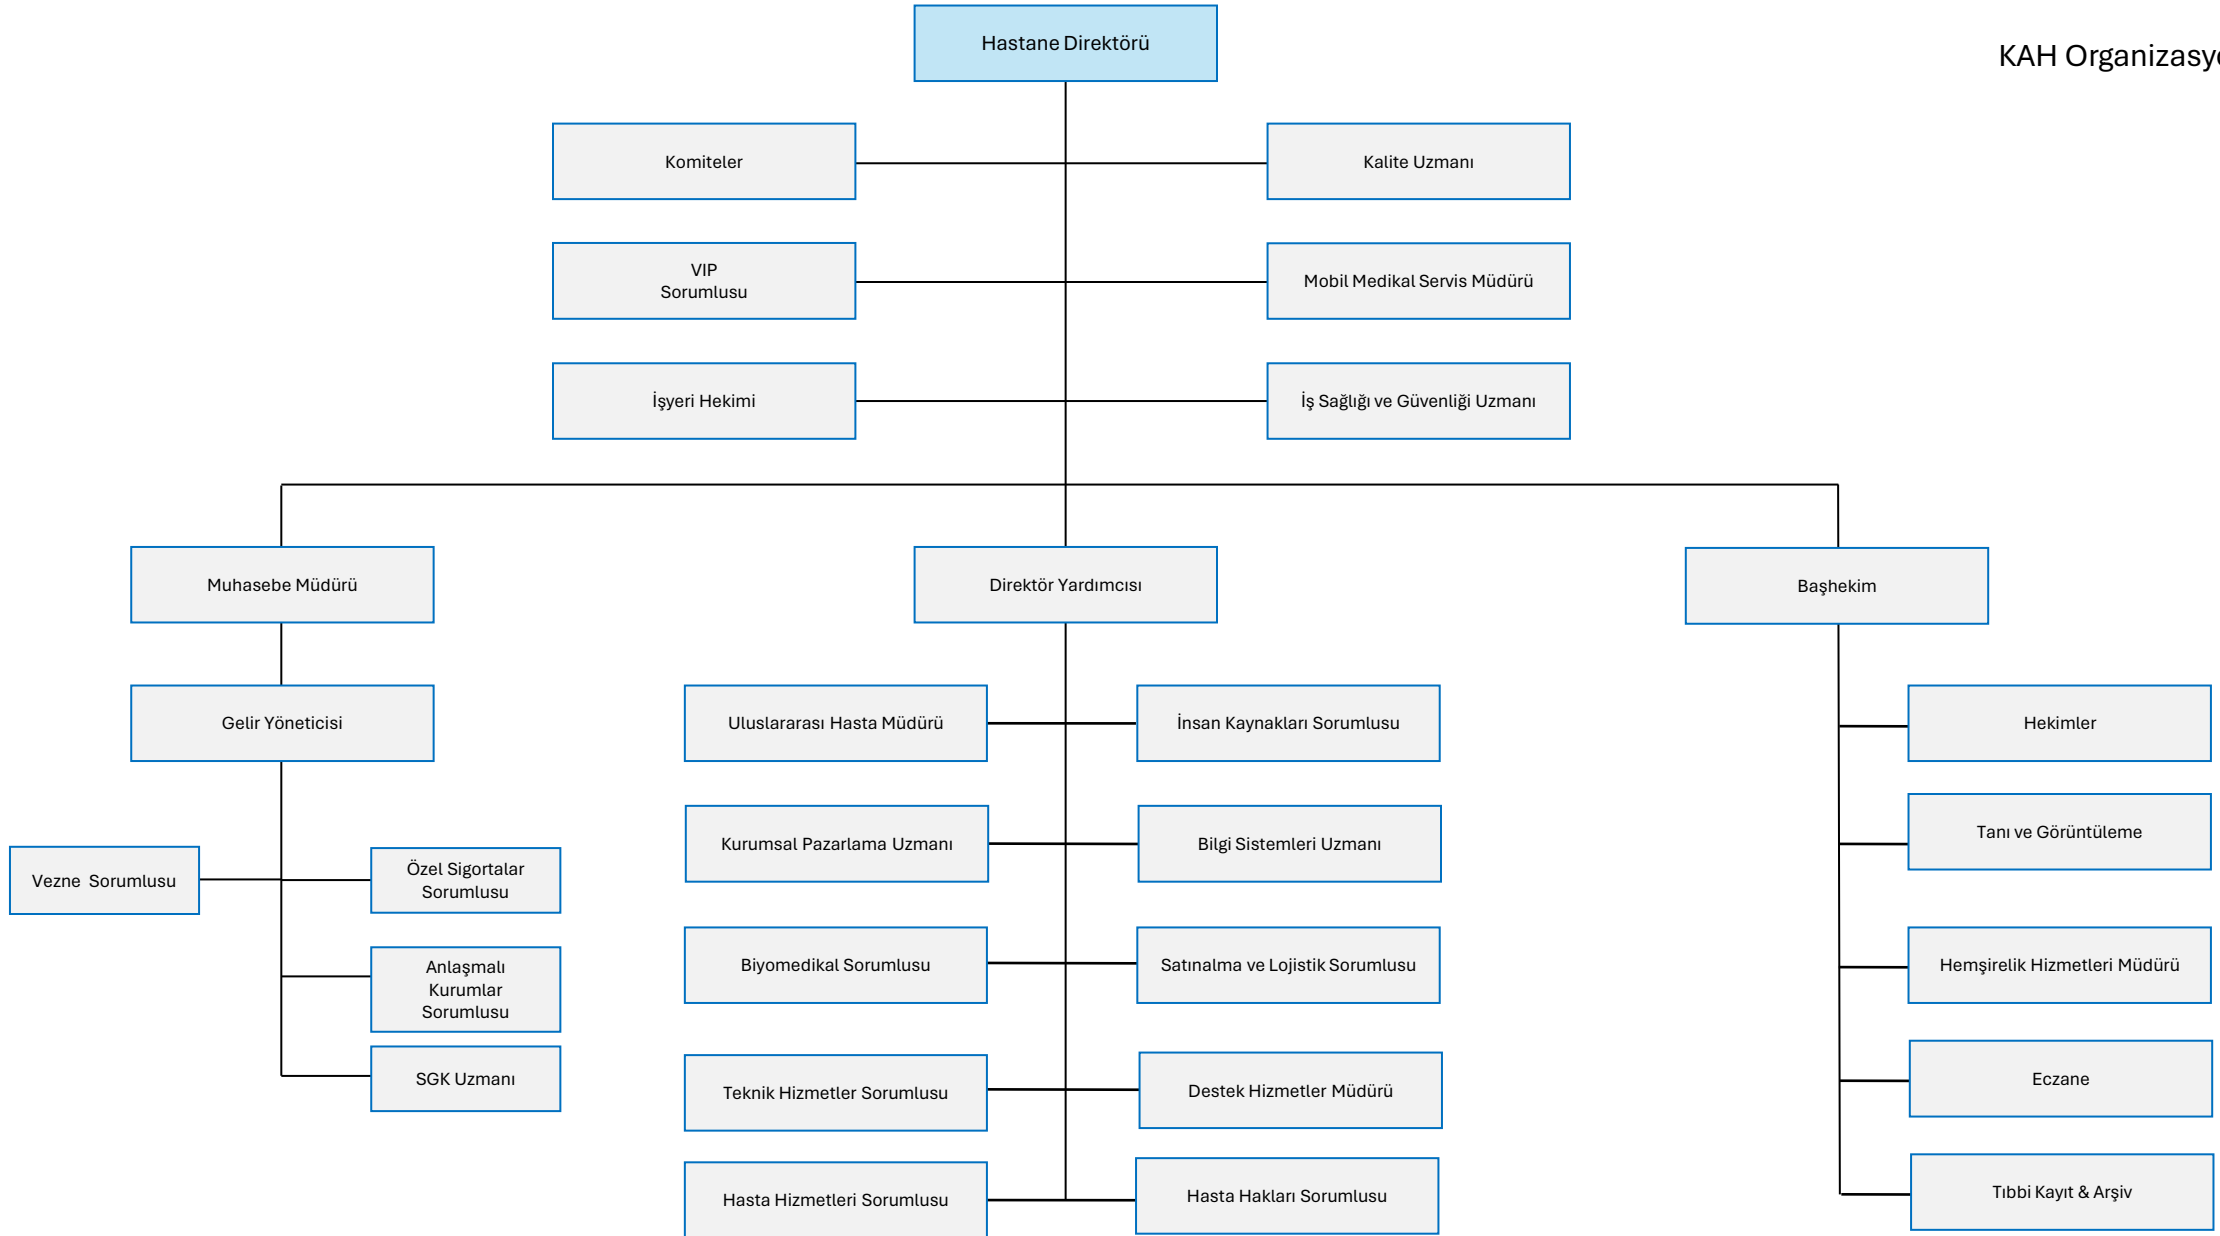 Hastane Direktörü
KAH
Komiteler
Kalite Uzmanı
VIP
Sorumlusu
Mobil Medikal Servis Müdürü
İşyeri Hekimi
İş Sağlığı ve Güvenliği Uzmanı
Muhasebe Müdürü
Direktör Yardımcısı
Başhekim
Gelir Yöneticisi
Uluslararası Hasta Müdürü
İnsan Kaynakları Sorumlusu
Hekimler
Kurumsal Pazarlama Uzmanı
Bilgi Sistemleri Uzmanı
Tanı ve Görüntüleme
Vezne Sorumlusu
Özel Sigortalar
Sorumlusu
Biyomedikal Sorumlusu
Satınalma ve Lojistik Sorumlusu
Hemşirelik Hizmetleri Müdürü
Anlaşmalı
Kurumlar
Sorumlusu
SGK Uzmanı
Teknik Hizmetler Sorumlusu
Destek Hizmetler Müdürü
Eczane
Hasta Hizmetleri Sorumlusu
Hasta Hakları Sorumlusu
Tıbbi Kayıt & Arşiv